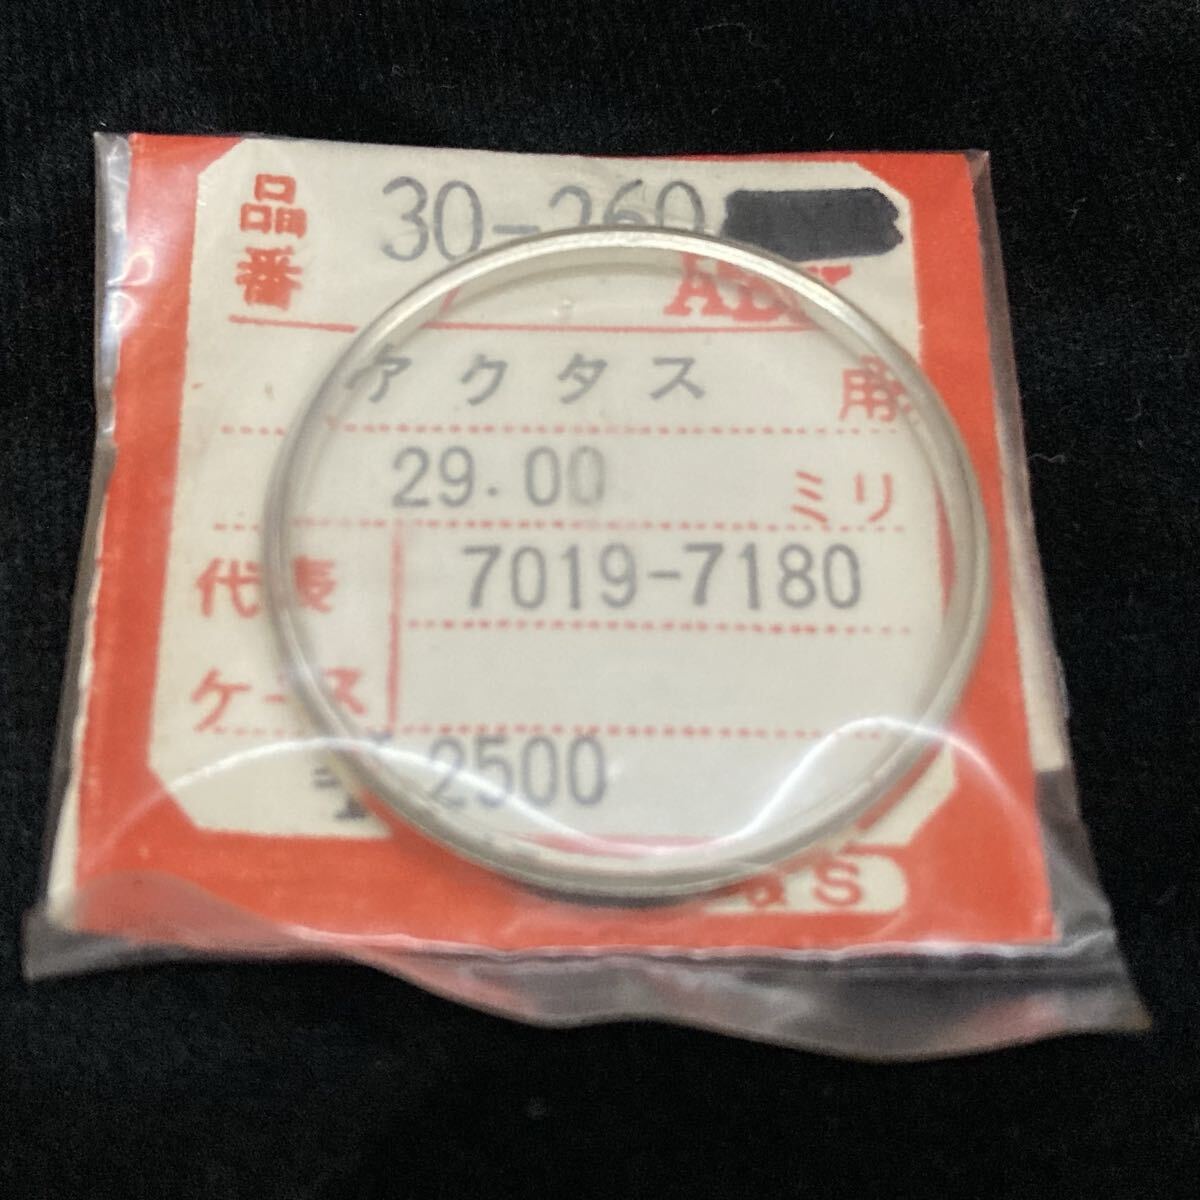 品番 30-260
アクタス 用
29.00 ミリ
代表 7019-7180
ケース
2500